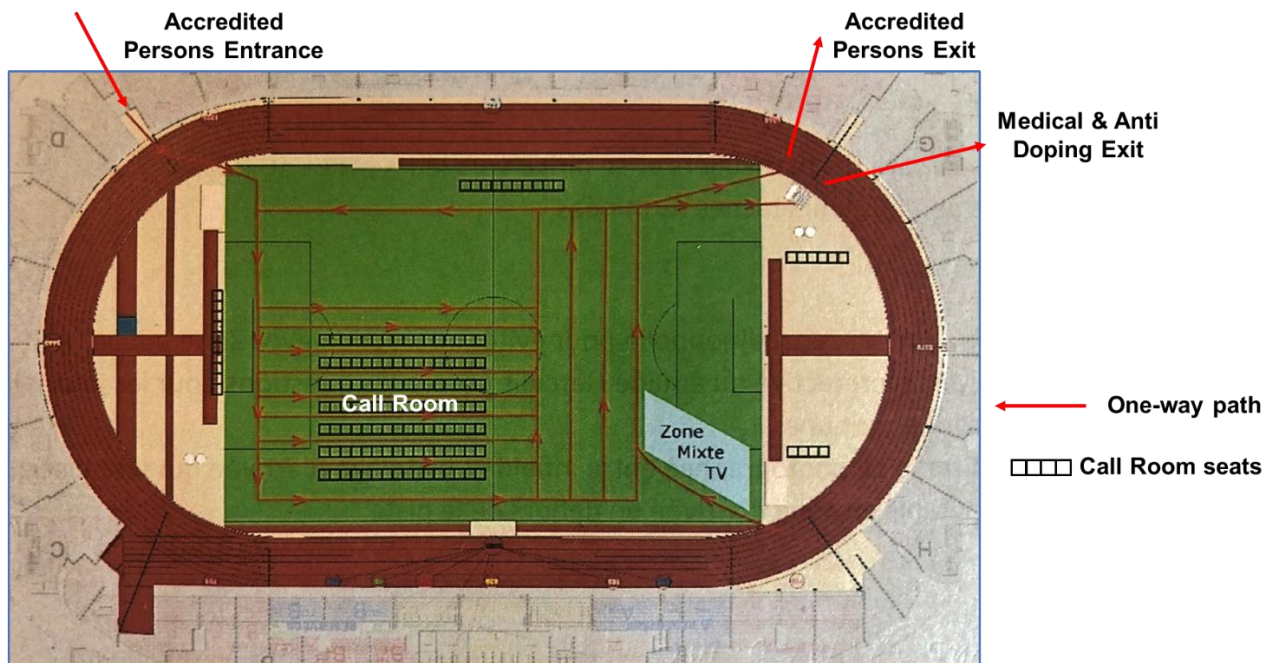 Accredited
Persons Entrance
Accredited
Persons Exit
Medical & Anti
Doping Exit
D
G
Call Room
Zone
Mixte
TV
One-way path
Call Room seats
C
H